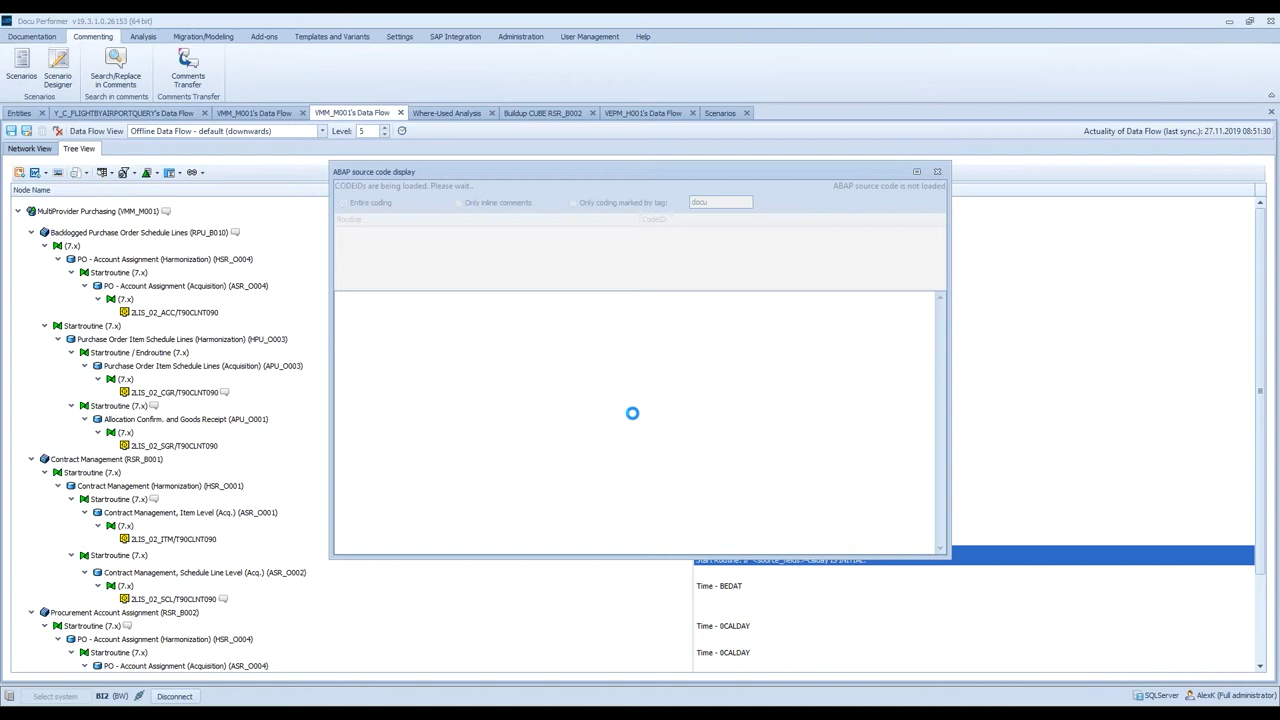 Docu Performer v19.3.1.0.26153 (64 bit)
Documentation Commenting Analysis Migration/Modeling Add-ons Templates and Variants Settings SAP Integration Administration User Management Help
Scenarios Scenario Designer Search/Replace in Comments Comments Transfer
Scenarios Search in comments Comments Transfer
Entities Y_C_FLIGHTBYAIRPORTQUERY's Data Flow VMM_M001's Data Flow VMM_M001's Data Flow Where-Used Analysis Buildup CUBE RSR_B002 VEPM_H001's Data Flow Scenarios
Data Flow View Offline Data Flow - default (downwards) Level: 5 Actuality of Data Flow (last sync.) 27.11.2019 08:51:30
Network View Tree View
Node Name
MultiProvider Purchasing (VMM_M001)
Backlogged Purchase Order Schedule Lines (RPU_B010)
(7.x)
PO - Account Assignment (Harmonization) (HSR_O004)
Startroutine (7.x)
PO - Account Assignment (Acquisition) (ASR_O004)
(7.x)
2LIS_02_ACC/T90CLNT090
Startroutine (7.x)
Purchase Order Item Schedule Lines (Harmonization) (HPU_O003)
Startroutine / Endroutine (7.x)
Purchase Order Item Schedule Lines (Acquisition) (APU_O003)
(7.x)
2LIS_02_CGR/T90CLNT090
Startroutine (7.x)
Allocation Confirm. and Goods Receipt (APU_O001)
(7.x)
2LIS_02_SGR/T90CLNT090
Contract Management (RSR_B001)
Startroutine (7.x)
Contract Management (Harmonization) (HSR_O001)
Startroutine (7.x)
Contract Management, Item Level (Acq.) (ASR_O001)
(7.x)
2LIS_02_ITM/T90CLNT090
Startroutine (7.x)
Contract Management, Schedule Line Level (Acq.) (ASR_O002)
(7.x)
2LIS_02_SCL/T90CLNT090
Procurement Account Assignment (RSR_B002)
Startroutine (7.x)
PO - Account Assignment (Harmonization) (HSR_O004)
Startroutine (7.x)
PO - Account Assignment (Acquisition) (ASR_O004)
ABAP source code display
CODEIDs are being loaded. Please wait.. ABAP source code is not loaded
Entire coding Only inline comments Only coding marked by tag: docu
Routine CodeID
Start Routine: IF <source_fields>-calday IS INITIAL.
Time - BEDAT
Time - 0CALDAY
Time - 0CALDAY
Select system BI2 (BW) Disconnect SQLServer AlexK (Full administrator)